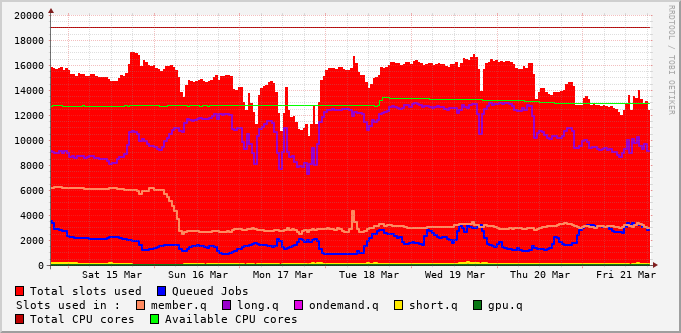 20000
18000
16000
14000
12000
10000
8000
6000
4000
2000
0
Sat 15 Mar Sun 16 Mar Mon 17 Mar Tue 18 Mar Wed 19 Mar Thu 20 Mar Fri 21 Mar
RRDTOOL / TOBI OETIKER
Total slots used Queued Jobs
Slots used in : member.q long.q ondemand.q short.q gpu.q
Total CPU cores Available CPU cores